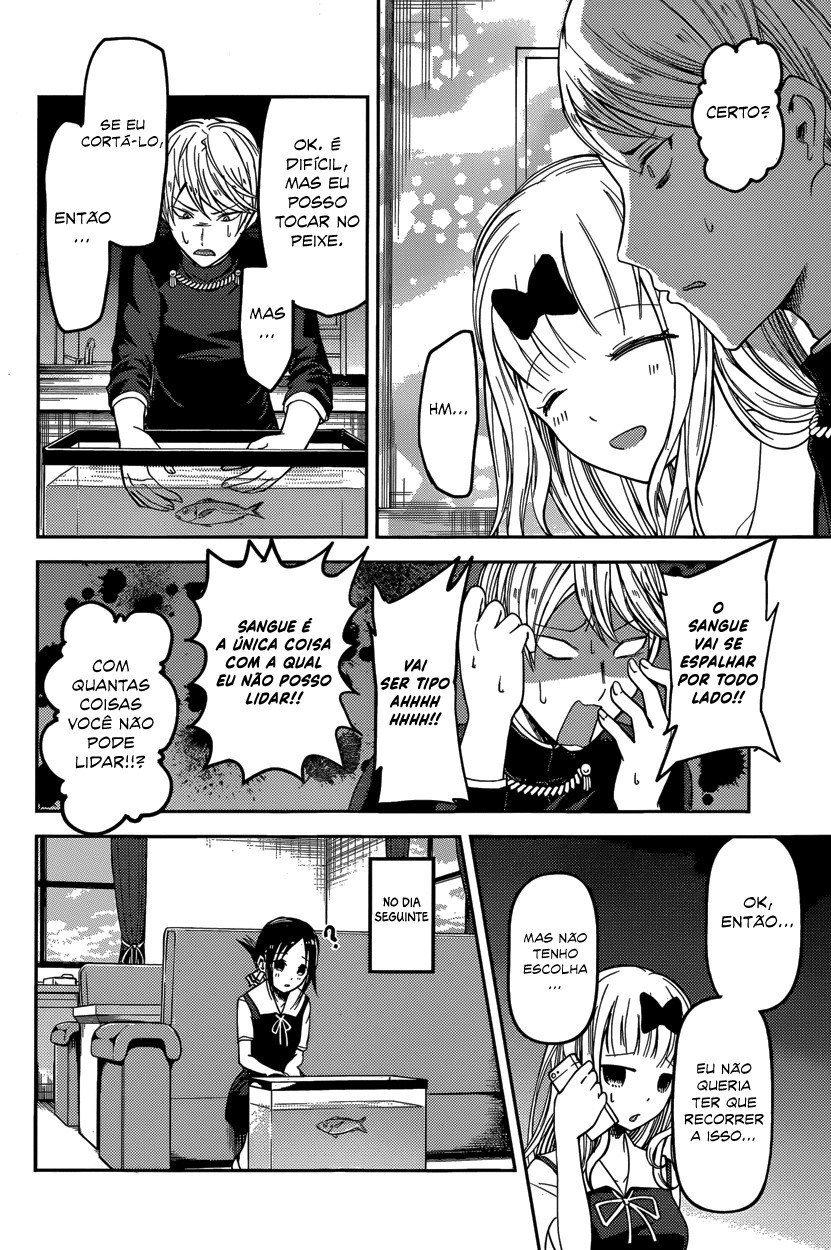 CERTO?
HM...
OK. É
DIFÍCIL,
MAS EU
POSSO
TOCAR NO
PEIXE.
MAS
...
SE EU
CORTÁ-LO,
ENTÃO
...
O
SANGUE
VAI SE
ESPALHAR
POR TODO
LADO!!
VAI
SER TIPO
AHHHH
HHHH!!
SANGUE É
A ÚNICA COISA
COM A QUAL
EU NÃO POSSO
LIDAR!!
COM
QUANTAS
COISAS
VOCÊ NÃO
PODE
LIDAR!!?
OK,
ENTÃO...
EU NÃO
QUERIA
TER QUE
RECORRER
A ISSO...
MAS NÃO
TENHO
ESCOLHA
...
NO DIA
SEGUINTE
?